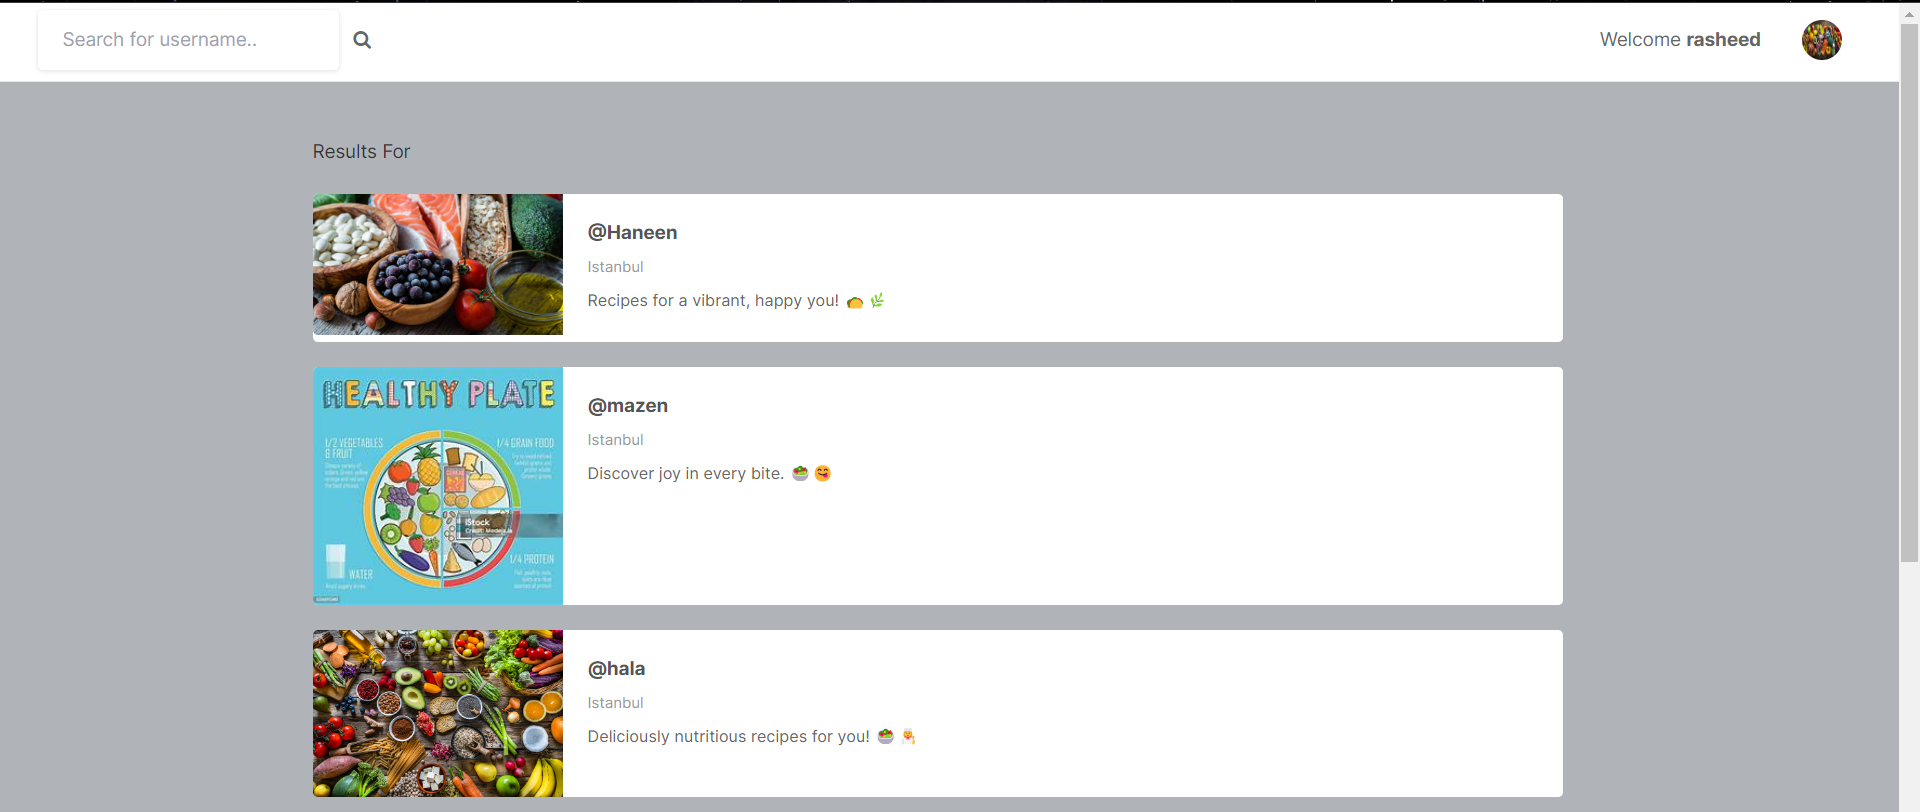 Search for username..
Welcome rasheed
Results For
@Haneen
Istanbul
Recipes for a vibrant, happy you! 🌮 🌿
HEALTHY PLATE
1/2 VEGETABLES
& FRUIT
1/4 GRAIN FOOD
iStock
1/4 PROTEIN
WATER
@mazen
Istanbul
Discover joy in every bite. 🥗 😋
@hala
Istanbul
Deliciously nutritious recipes for you! 🥗 👩‍🍳